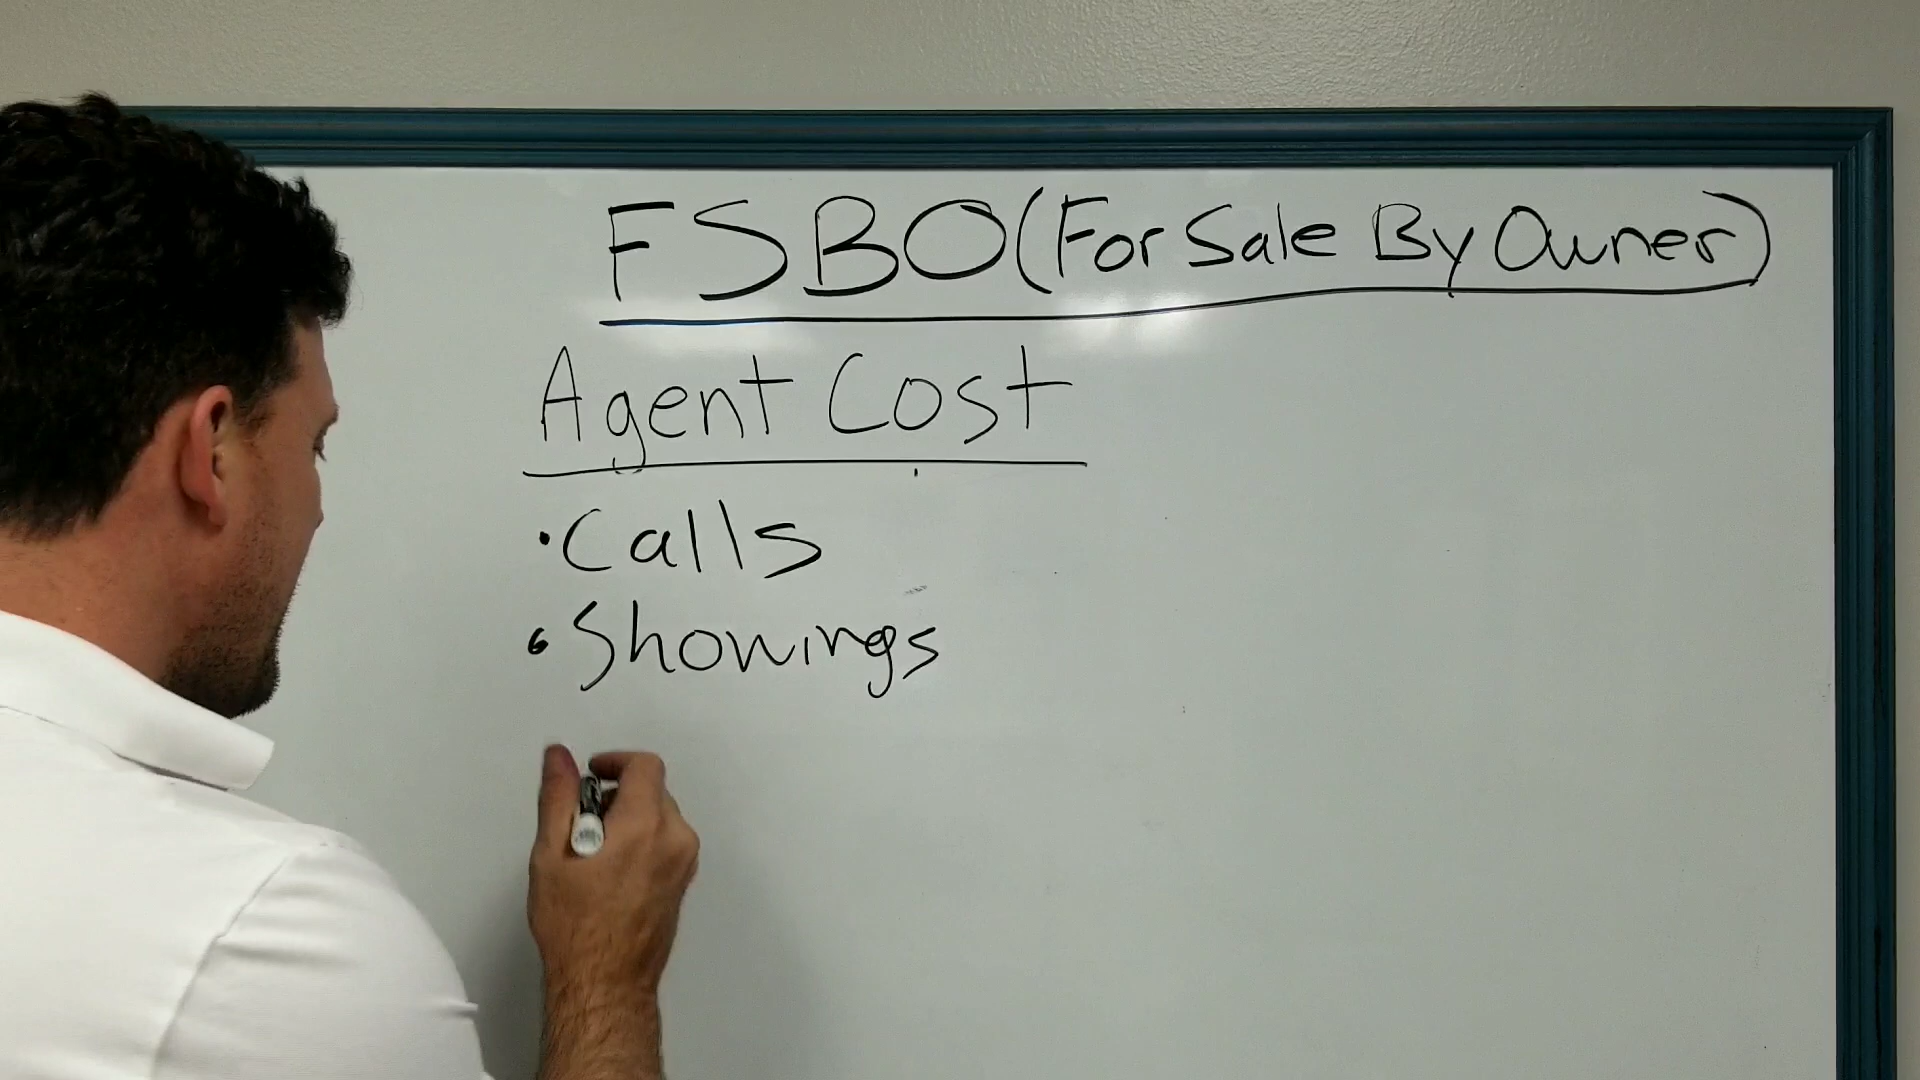 FSBO (For Sale By Owner)
Agent Cost
• Calls
• Showings